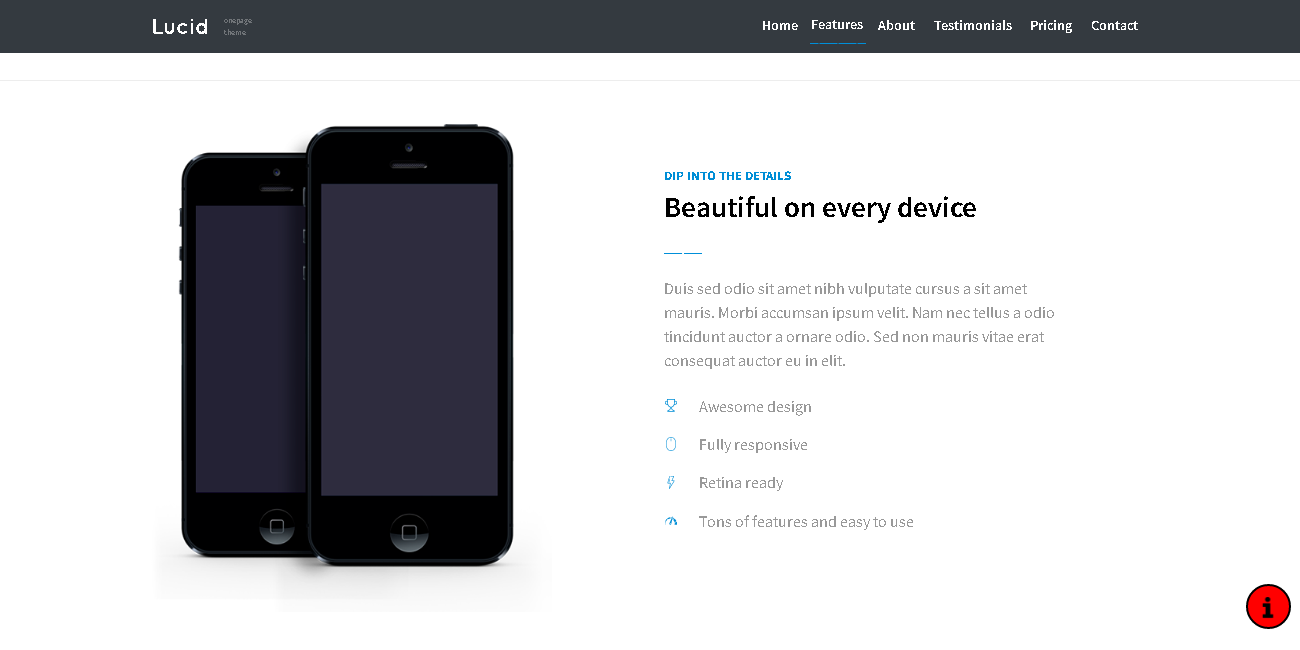 Lucid
onepage
theme
Home Features About Testimonials Pricing Contact
DIP INTO THE DETAILS
Beautiful on every device
Duis sed odio sit amet nibh vulputate cursus a sit amet
mauris. Morbi accumsan ipsum velit. Nam nec tellus a odio
tincidunt auctor a ornare odio. Sed non mauris vitae erat
consequat auctor eu in elit.
Awesome design
Fully responsive
Retina ready
Tons of features and easy to use